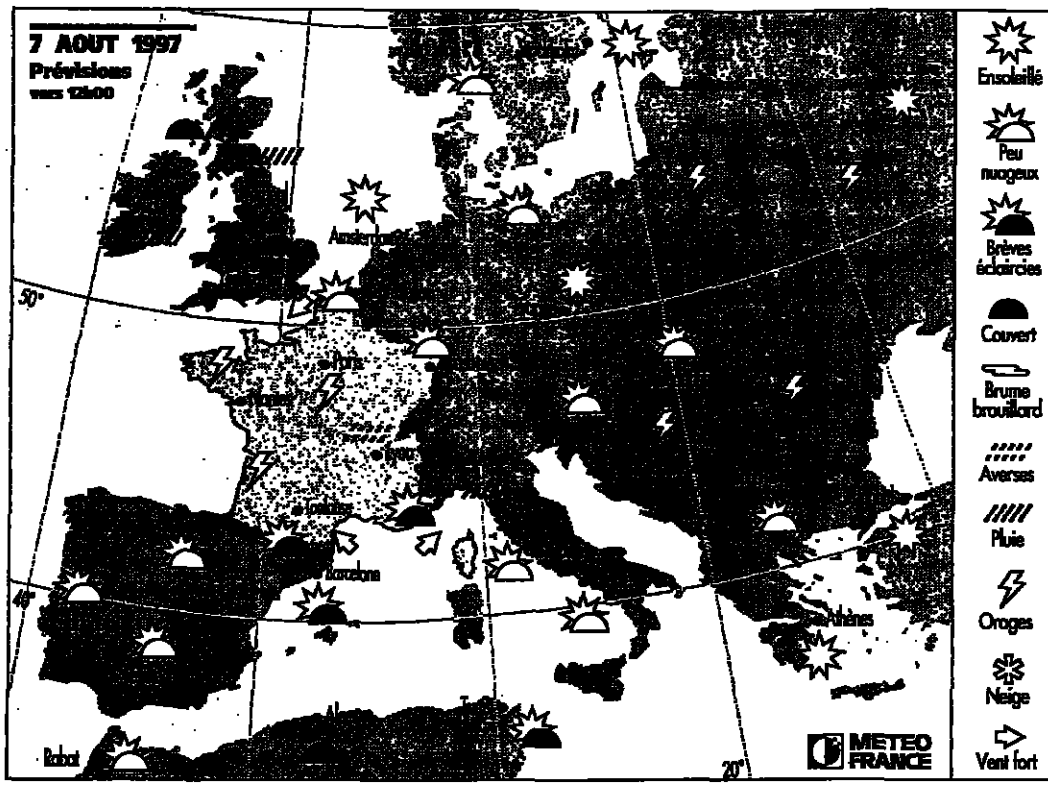 7 AOUT 1997
Prévisions
vers 12h00
Amsterdam
50°
Paris
Nantes
Lyon
Toulouse
Barcelona
40°
Athènes
Rabat
20°
METEO
FRANCE
Ensoleillé
Peu
nuageux
Brèves
éclaircies
Couvert
Brume
brouillard
Averses
Pluie
Orages
Neige
Vent fort